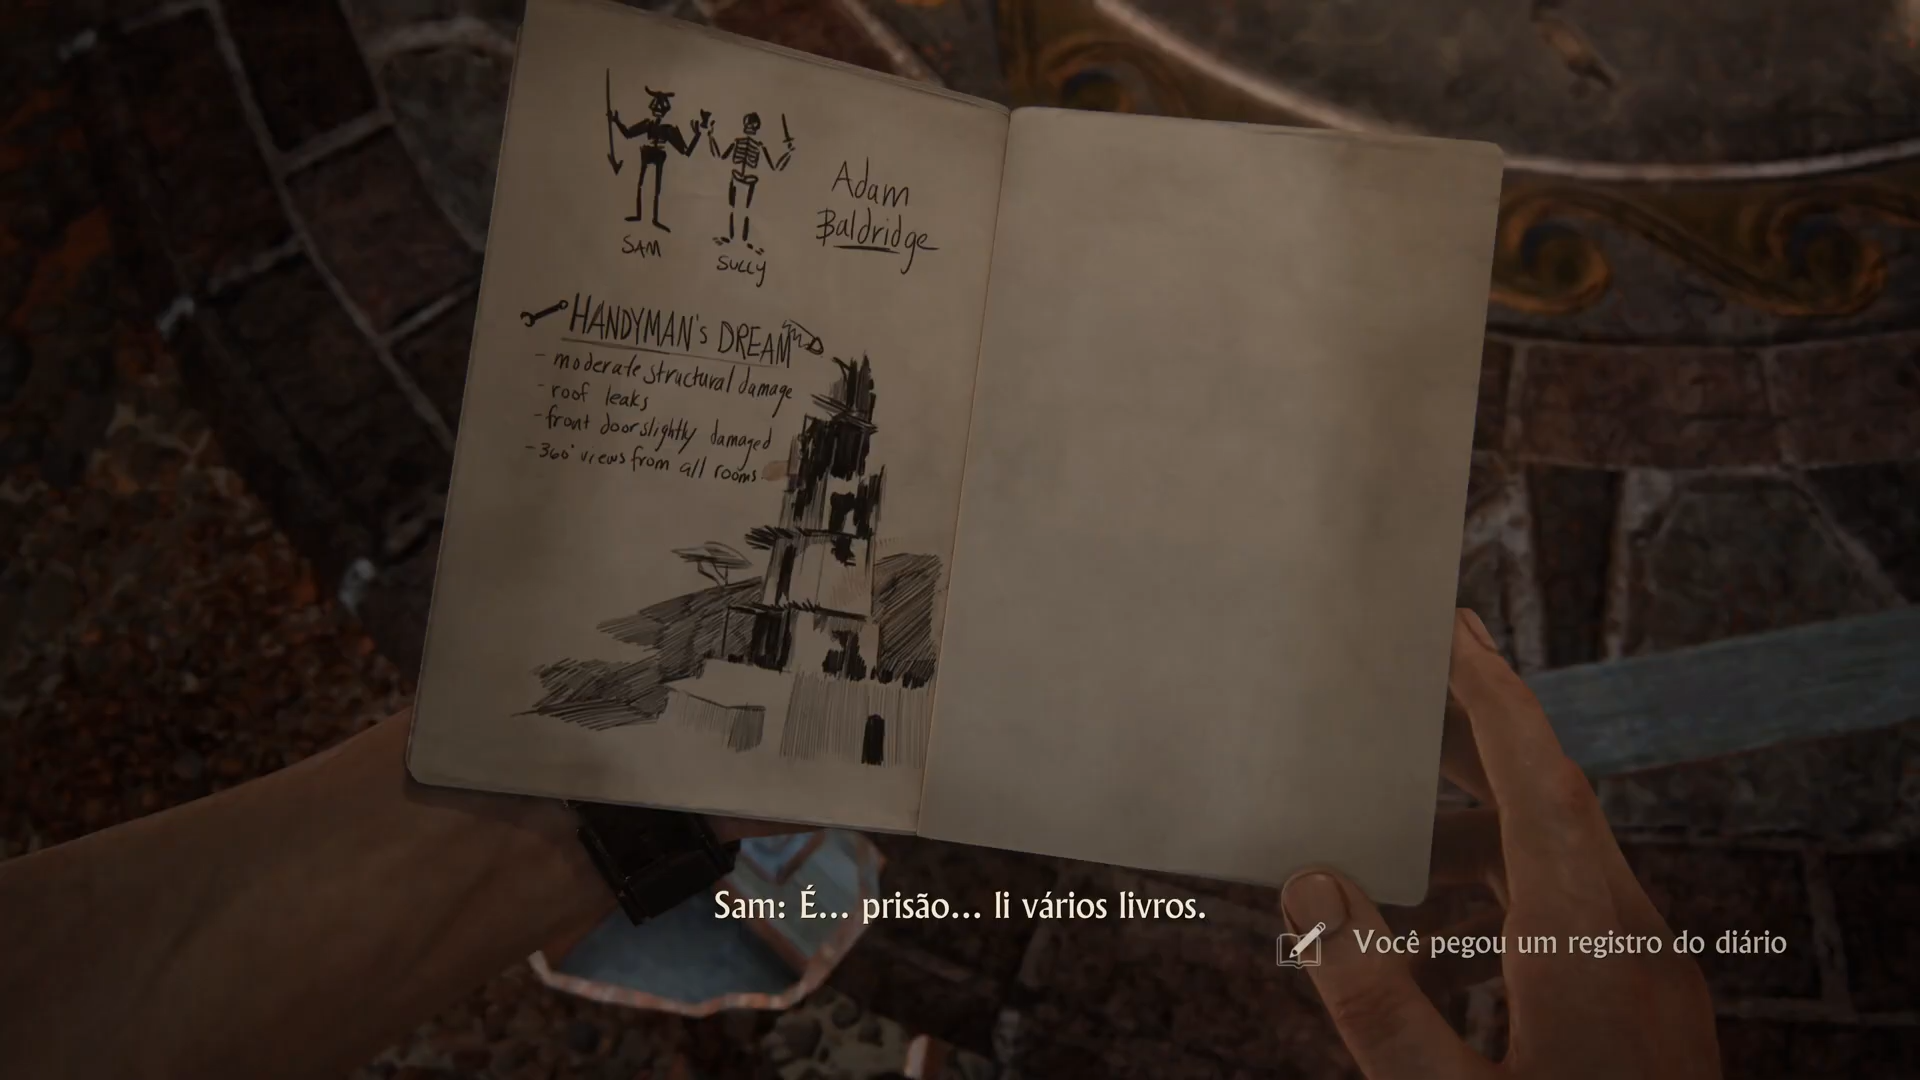 SAM
SULLY
Adam
Baldridge
HANDYMAN'S DREAM
- moderate structural damage
- roof leaks
- front door slightly damaged
- 360° views from all rooms
Sam: É... prisão... li vários livros.
Você pegou um registro do diário